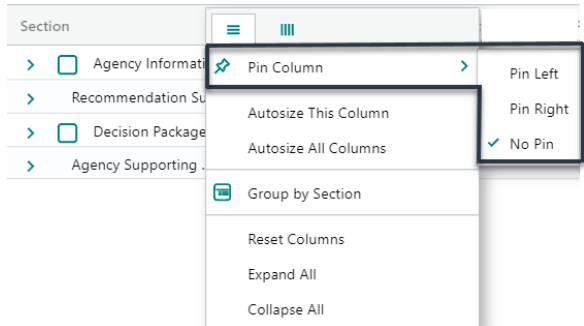 Section
Agency Informati
Recommendation Su
Decision Package
Agency Supporting .
Pin Column
Autosize This Column
Autosize All Columns
Group by Section
Reset Columns
Expand All
Collapse All
Pin Left
Pin Right
No Pin